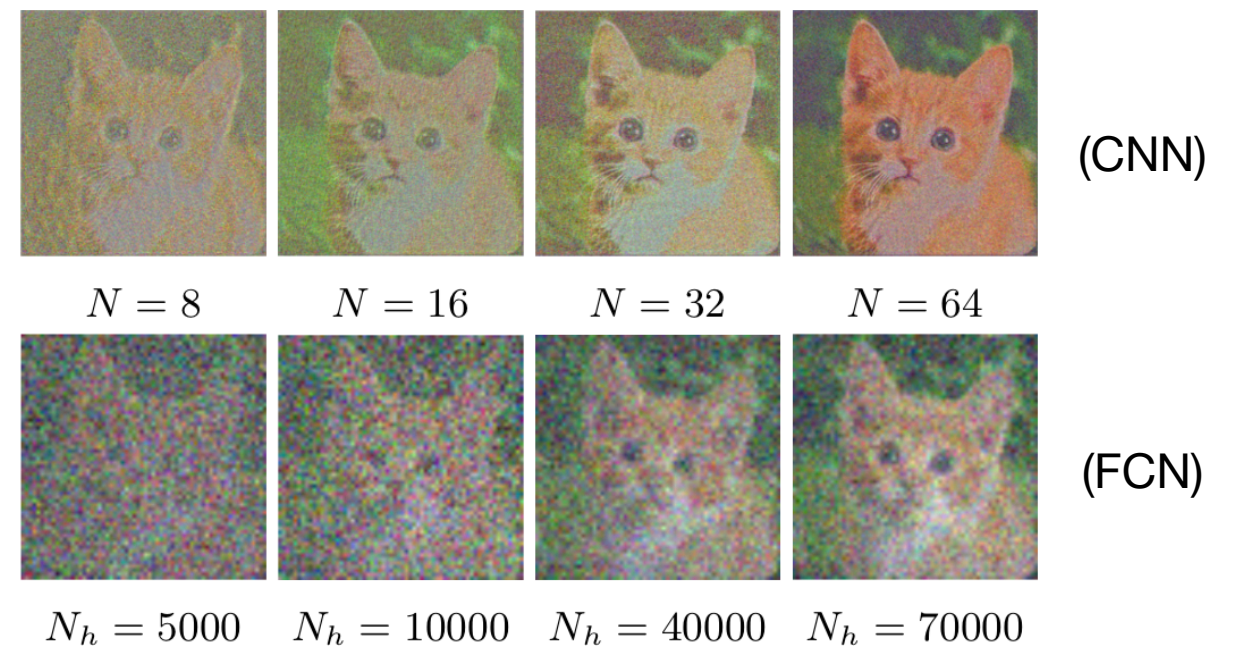 (CNN)
N = 8 N = 16 N = 32 N = 64
(FCN)
N_h = 5000 N_h = 10000 N_h = 40000 N_h = 70000